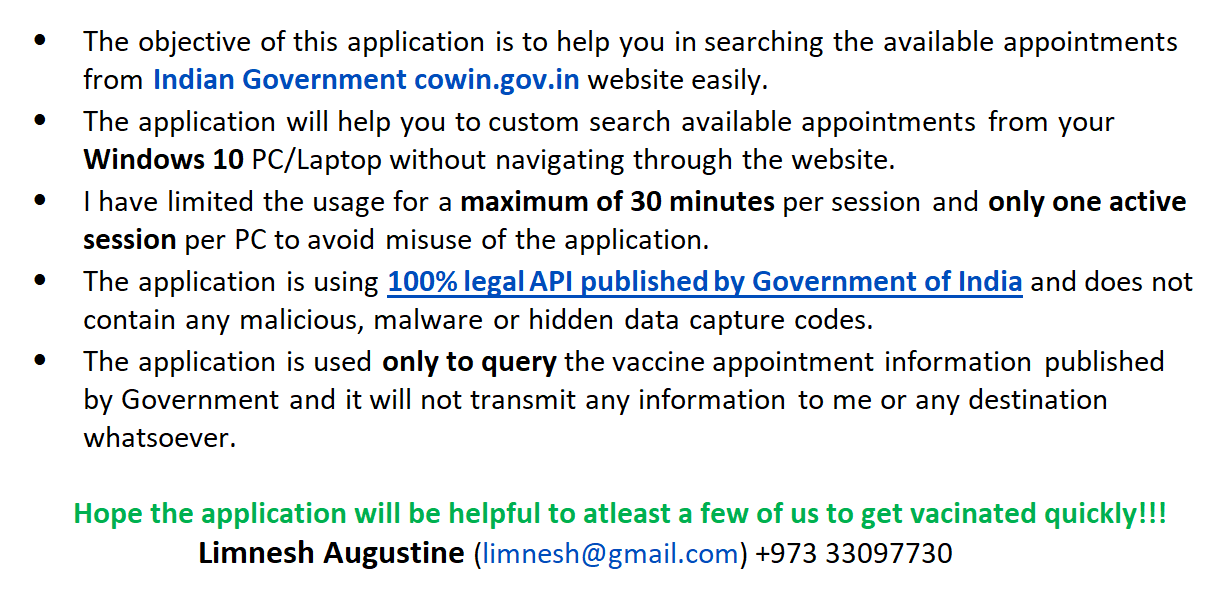 • The objective of this application is to help you in searching the available appointments
from Indian Government cowin.gov.in website easily.
• The application will help you to custom search available appointments from your
Windows 10 PC/Laptop without navigating through the website.
• I have limited the usage for a maximum of 30 minutes per session and only one active
session per PC to avoid misuse of the application.
• The application is using 100% legal API published by Government of India and does not
contain any malicious, malware or hidden data capture codes.
• The application is used only to query the vaccine appointment information published
by Government and it will not transmit any information to me or any destination
whatsoever.
Hope the application will be helpful to atleast a few of us to get vacinated quickly!!!
Limnesh Augustine (limnesh@gmail.com) +973 33097730